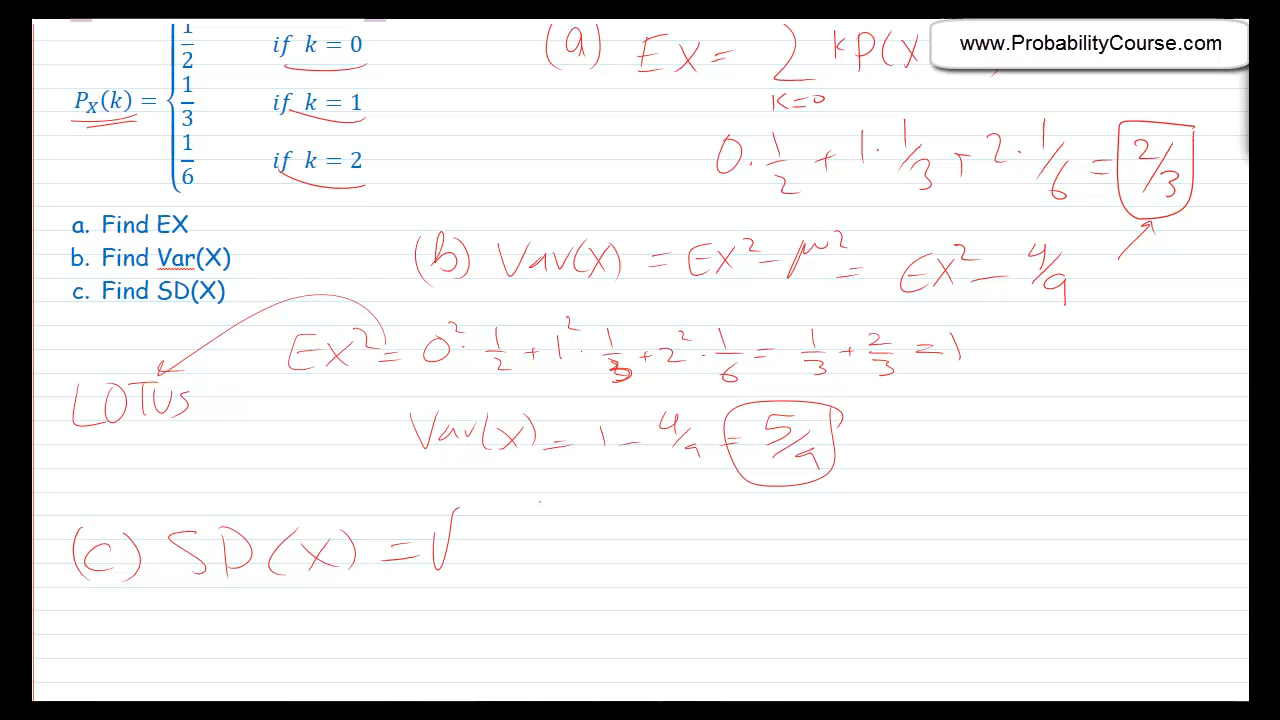 www.ProbabilityCourse.com
P_X(k) = { 1/2 if k = 0
1/3 if k = 1
1/6 if k = 2
a. Find EX
b. Find Var(X)
c. Find SD(X)
(a) EX = ∑ k=0 kP(X
0·1/2 + 1·1/3 + 2·1/6 = 2/3
(b) Var(X) = EX² - μ² = EX² - 4/9
EX² = 0²·1/2 + 1²·1/3 + 2²·1/6 = 1/3 + 2/3 = 1
LOTUS
Var(X) = 1 - 4/9 = 5/9
(c) SD(X) = √